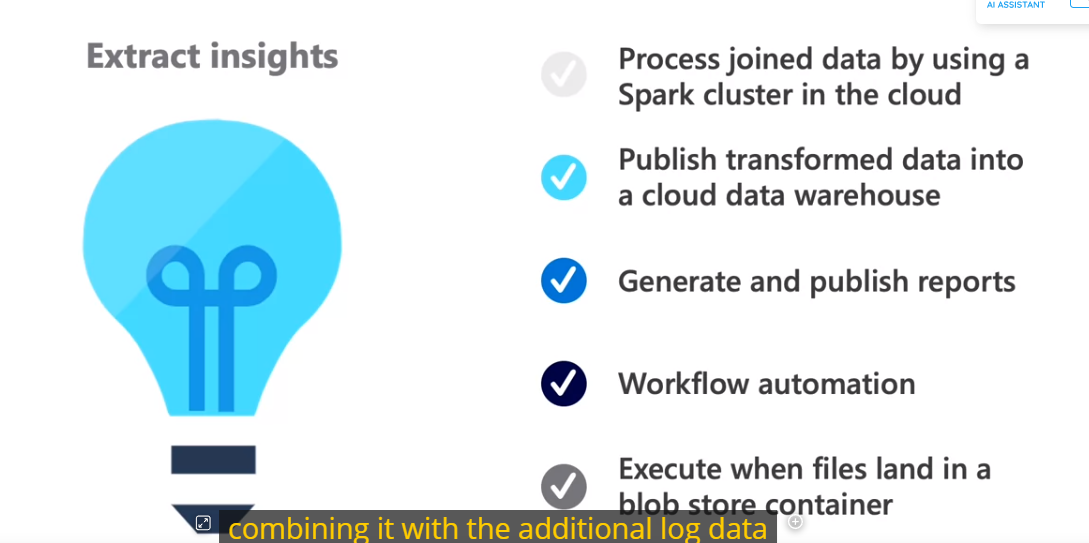 AI ASSISTANT
Extract insights
Process joined data by using a
Spark cluster in the cloud
Publish transformed data into
a cloud data warehouse
Generate and publish reports
Workflow automation
Execute when files land in a
blob store container
combining it with the additional log data